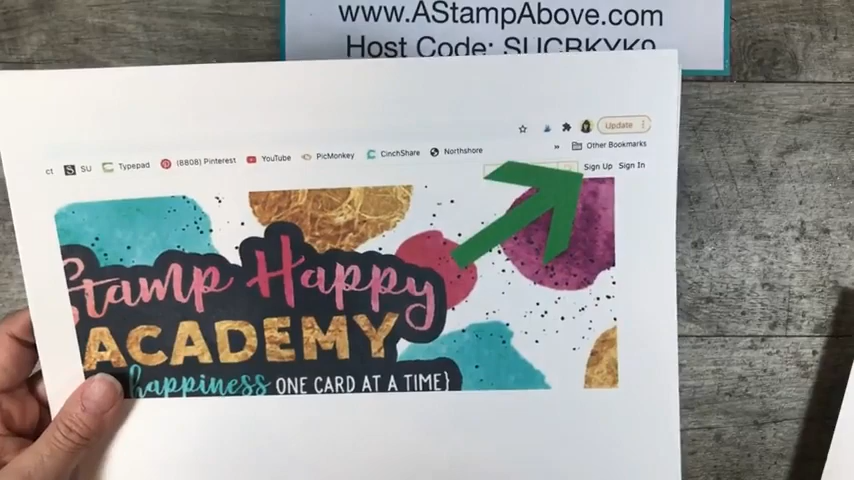 www.AStampAbove.com
Host Code: SUCBKYK9
Update
ct SU Typepad (8808) Pinterest YouTube PicMonkey CinchShare Northshore » Other Bookmarks
Sign Up Sign In
Stamp Happy
ACADEMY
happiness ONE CARD AT A TIME}